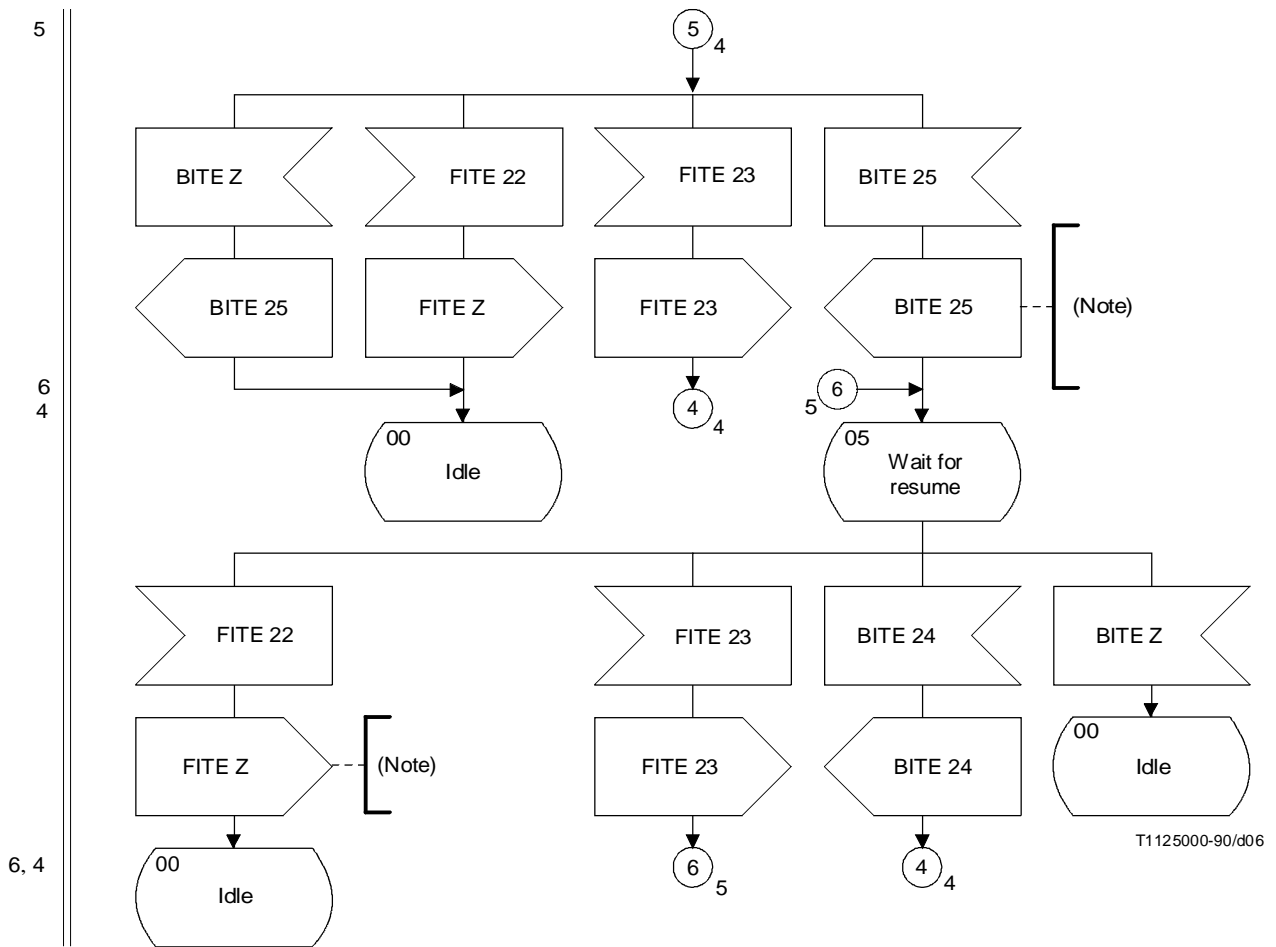 5
5
4
BITE Z
FITE 22
FITE 23
BITE 25
BITE 25
FITE Z
FITE 23
BITE 25
(Note)
6
4
4
4
6
5
00
Idle
05
Wait for
resume
FITE 22
FITE 23
BITE 24
BITE Z
FITE Z
(Note)
FITE 23
BITE 24
00
Idle
T1125000-90/d06
6, 4
00
Idle
6
5
4
4